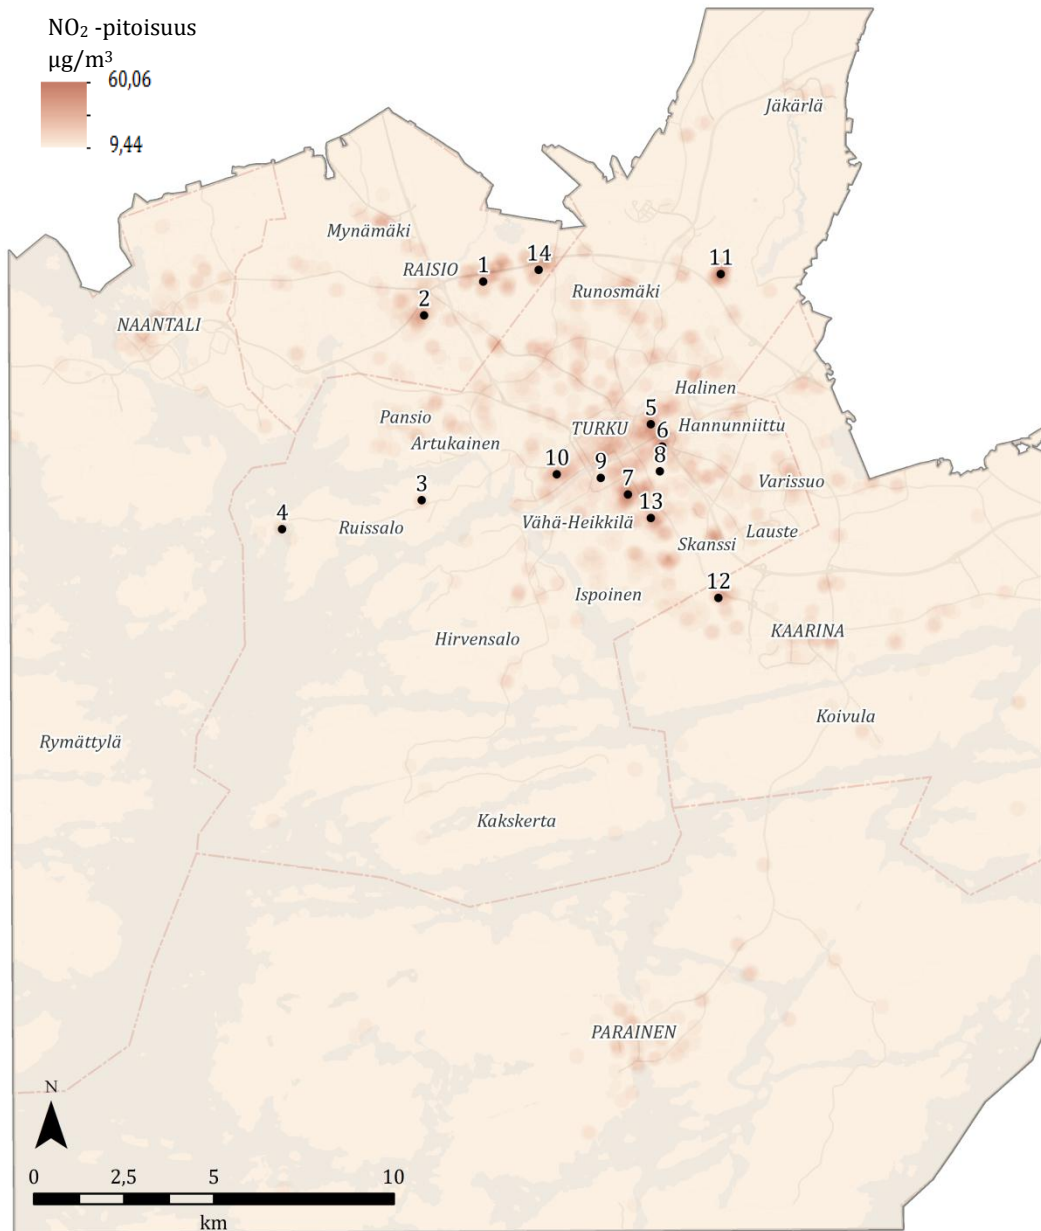 NO₂ -pitoisuus
µg/m³
60,06
9,44
Jäkärlä
Mynämäki
RAISIO
1
14
11
Runosmäki
2
NAANTALI
Halinen
Pansio
5
Hannunniittu
TURKU
6
Artukainen
10
9
8
Varissuo
3
7
13
4
Ruissalo
Vähä-Heikkilä
Lauste
Skanssi
12
Ispoinen
KAARINA
Hirvensalo
Koivula
Rymättylä
Kakskerta
PARAINEN
N
0 2,5 5 10
km